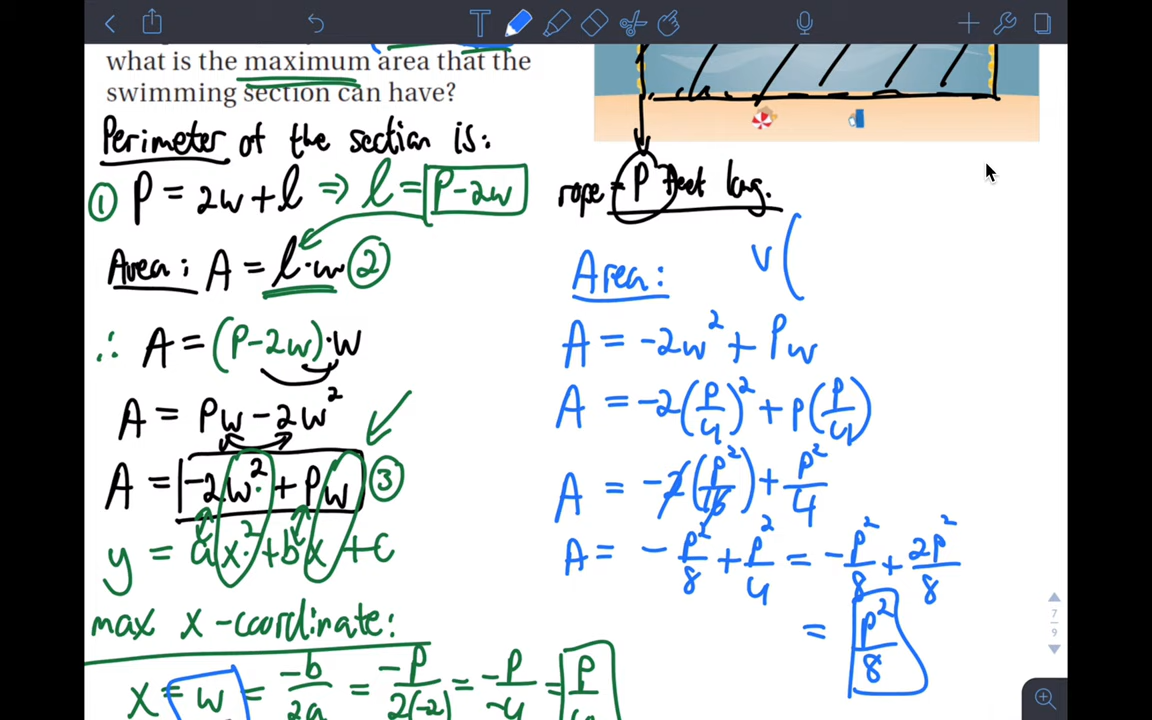 what is the maximum area that the
swimming section can have?
Perimeter of the section is:
① P = 2w + l ⇒ l = P-2w
Area: A = l·w ②
∴ A = (P-2w)·w
A = Pw - 2w²
A = -2w² + Pw ③
y = ax² + bx + c
max x-coordinate:
x = w = -b/2a = -P/2(-2) = -P/-4 = P/4
rope = P feet long.
V(
Area:
A = -2w² + Pw
A = -2(P/4)² + P(P/4)
A = -2(P²/16) + P²/4
A = -P²/8 + P²/4 = -P²/8 + 2P²/8
= P²/8
7/9